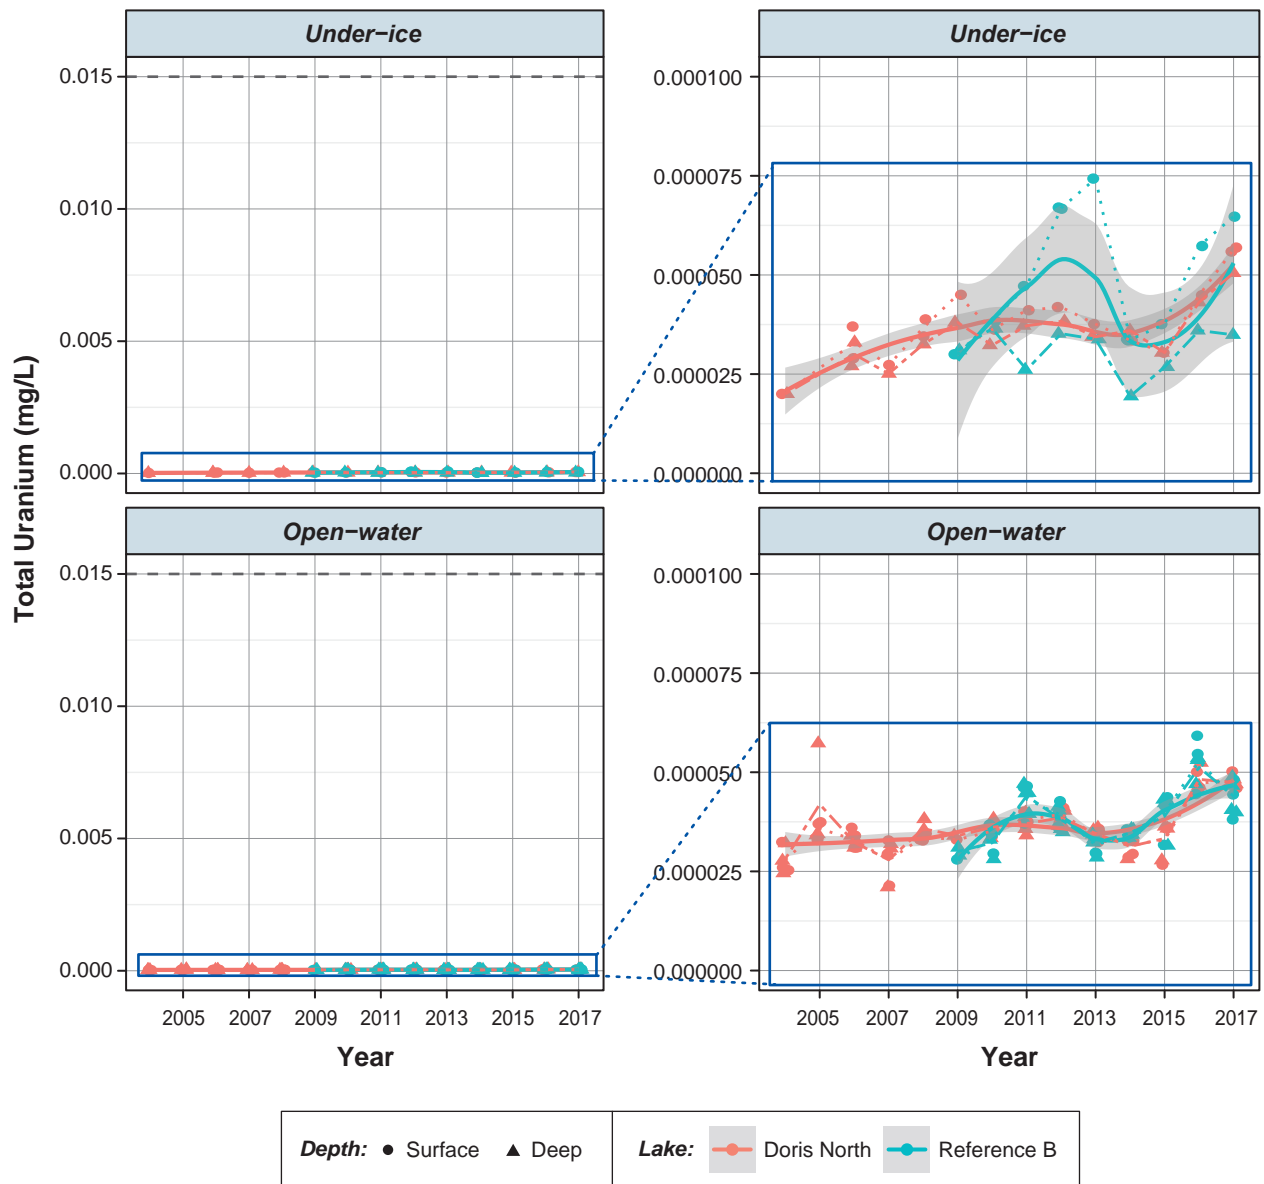 Under−ice
Under−ice
0.015
0.010
0.005
0.000
0.000100
0.000075
0.000050
0.000025
0.000000
Total Uranium (mg/L)
Open−water
Open−water
0.015
0.010
0.005
0.000
0.000100
0.000075
0.000050
0.000025
0.000000
2005 2007 2009 2011 2013 2015 2017
2005 2007 2009 2011 2013 2015 2017
Year
Year
Depth: Surface Deep
Lake: Doris North Reference B